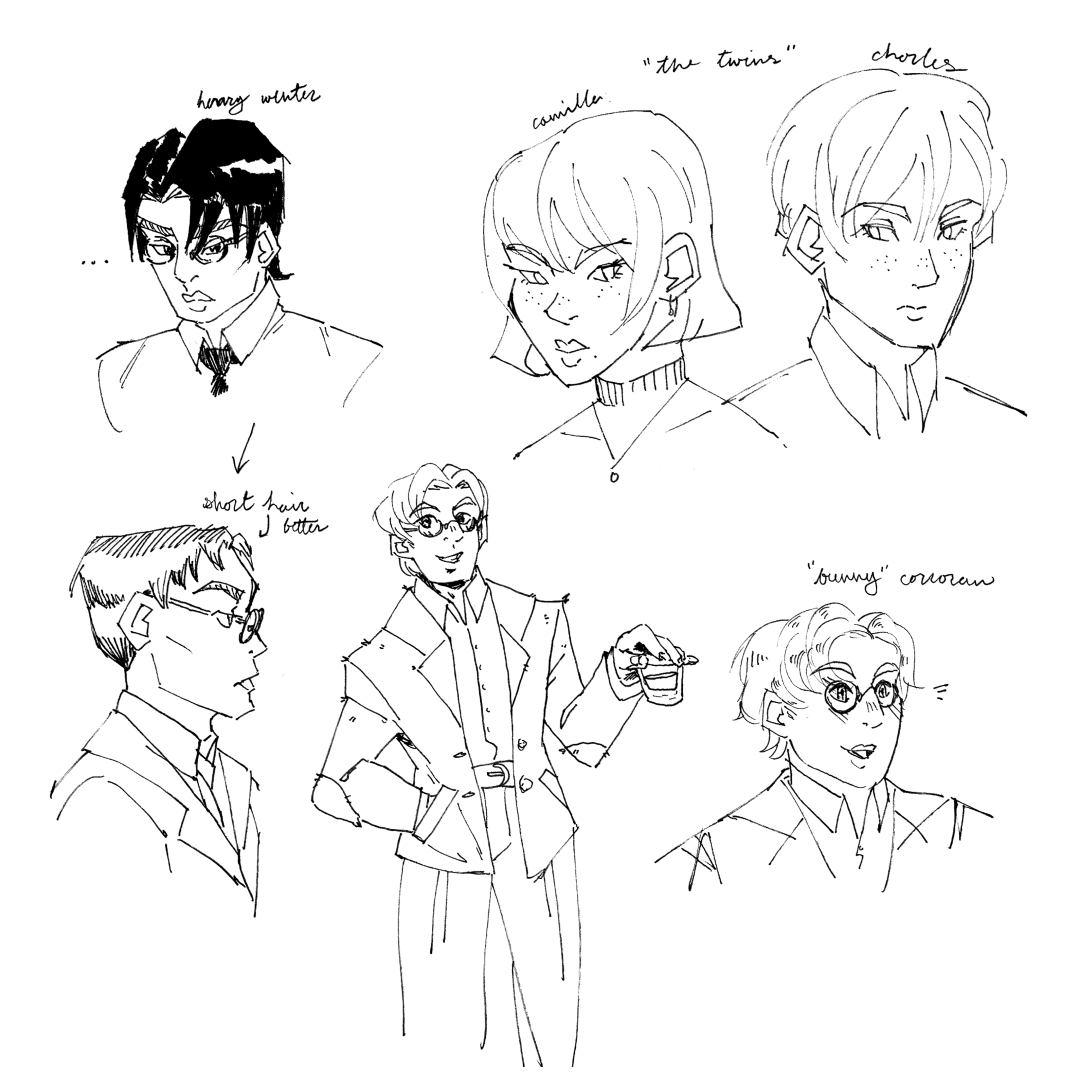 henry winter
"the twins"
camilla
charles
...
short hair
better
"bunny" corcoran